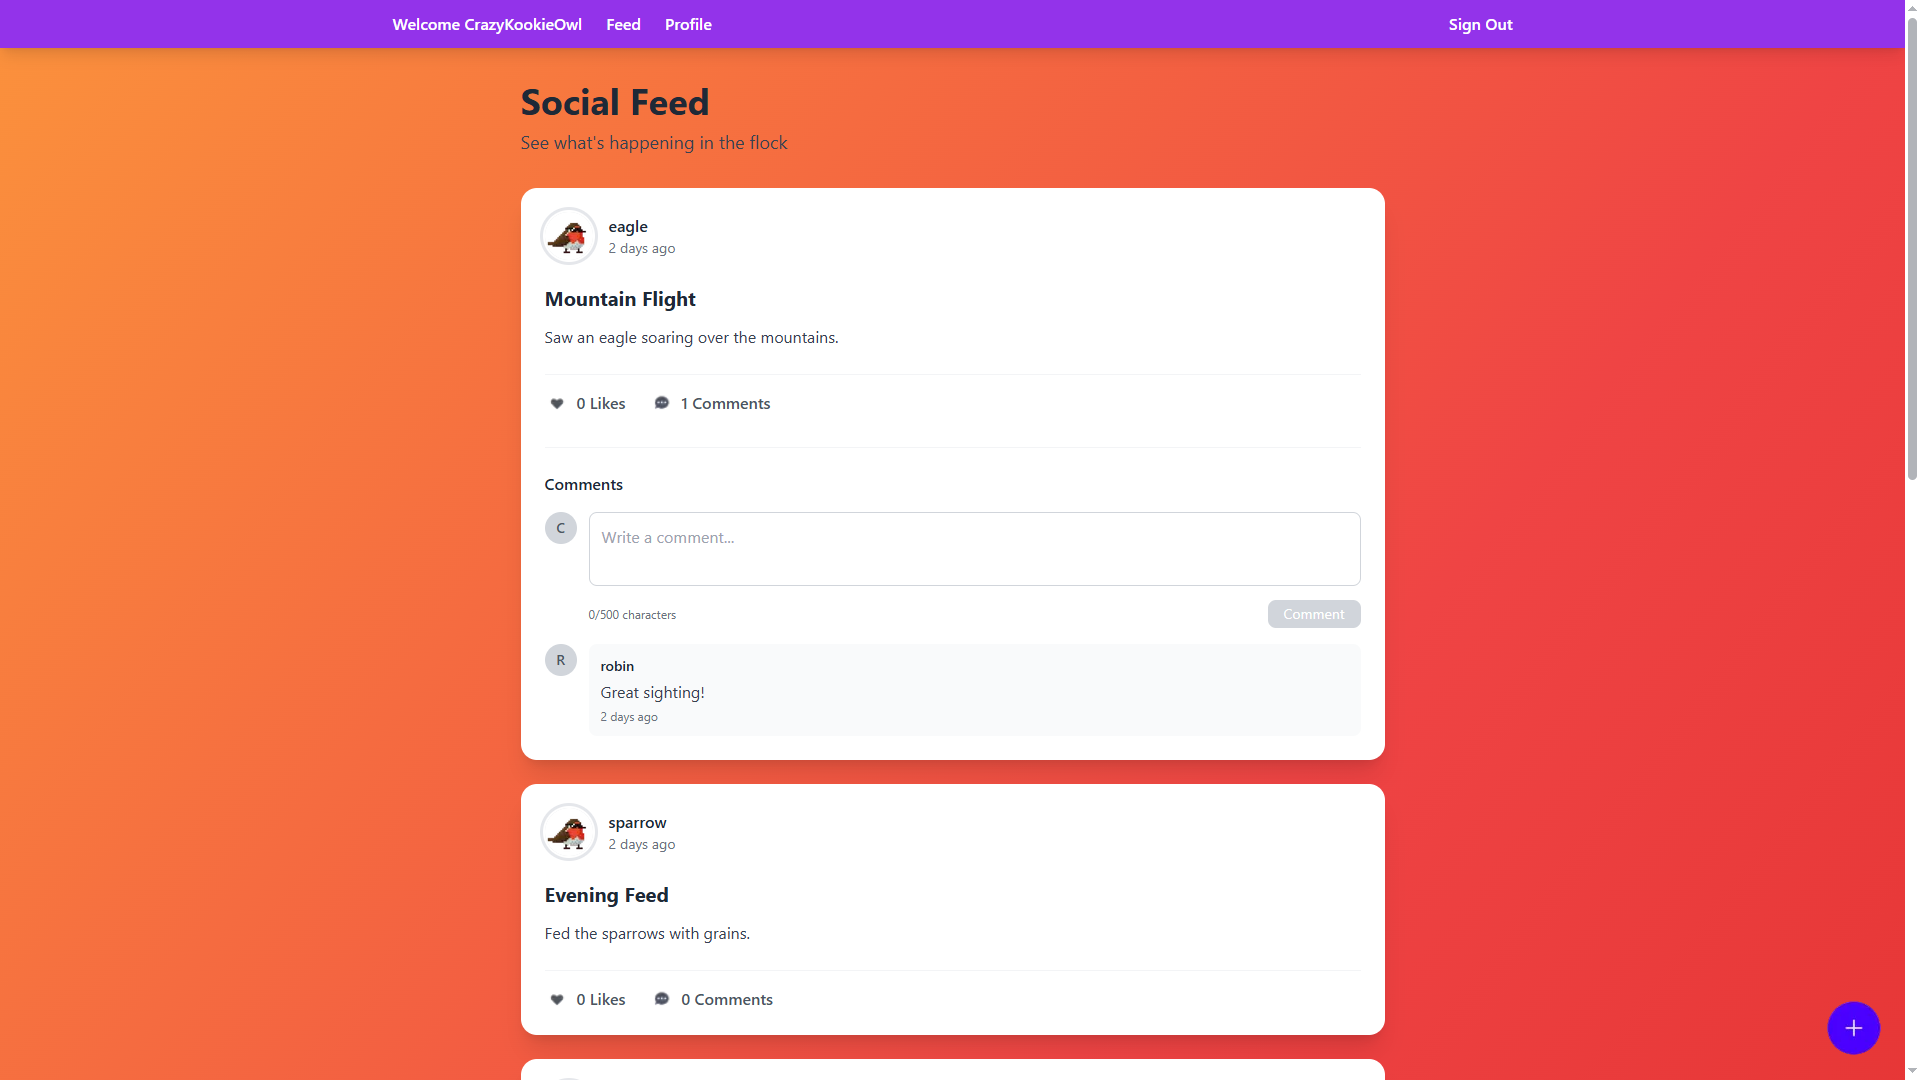 Welcome CrazyKookieOwl Feed Profile Sign Out
Social Feed
See what's happening in the flock
eagle
2 days ago
Mountain Flight
Saw an eagle soaring over the mountains.
0 Likes 1 Comments
Comments
C
Write a comment...
0/500 characters Comment
R
robin
Great sighting!
2 days ago
sparrow
2 days ago
Evening Feed
Fed the sparrows with grains.
0 Likes 0 Comments